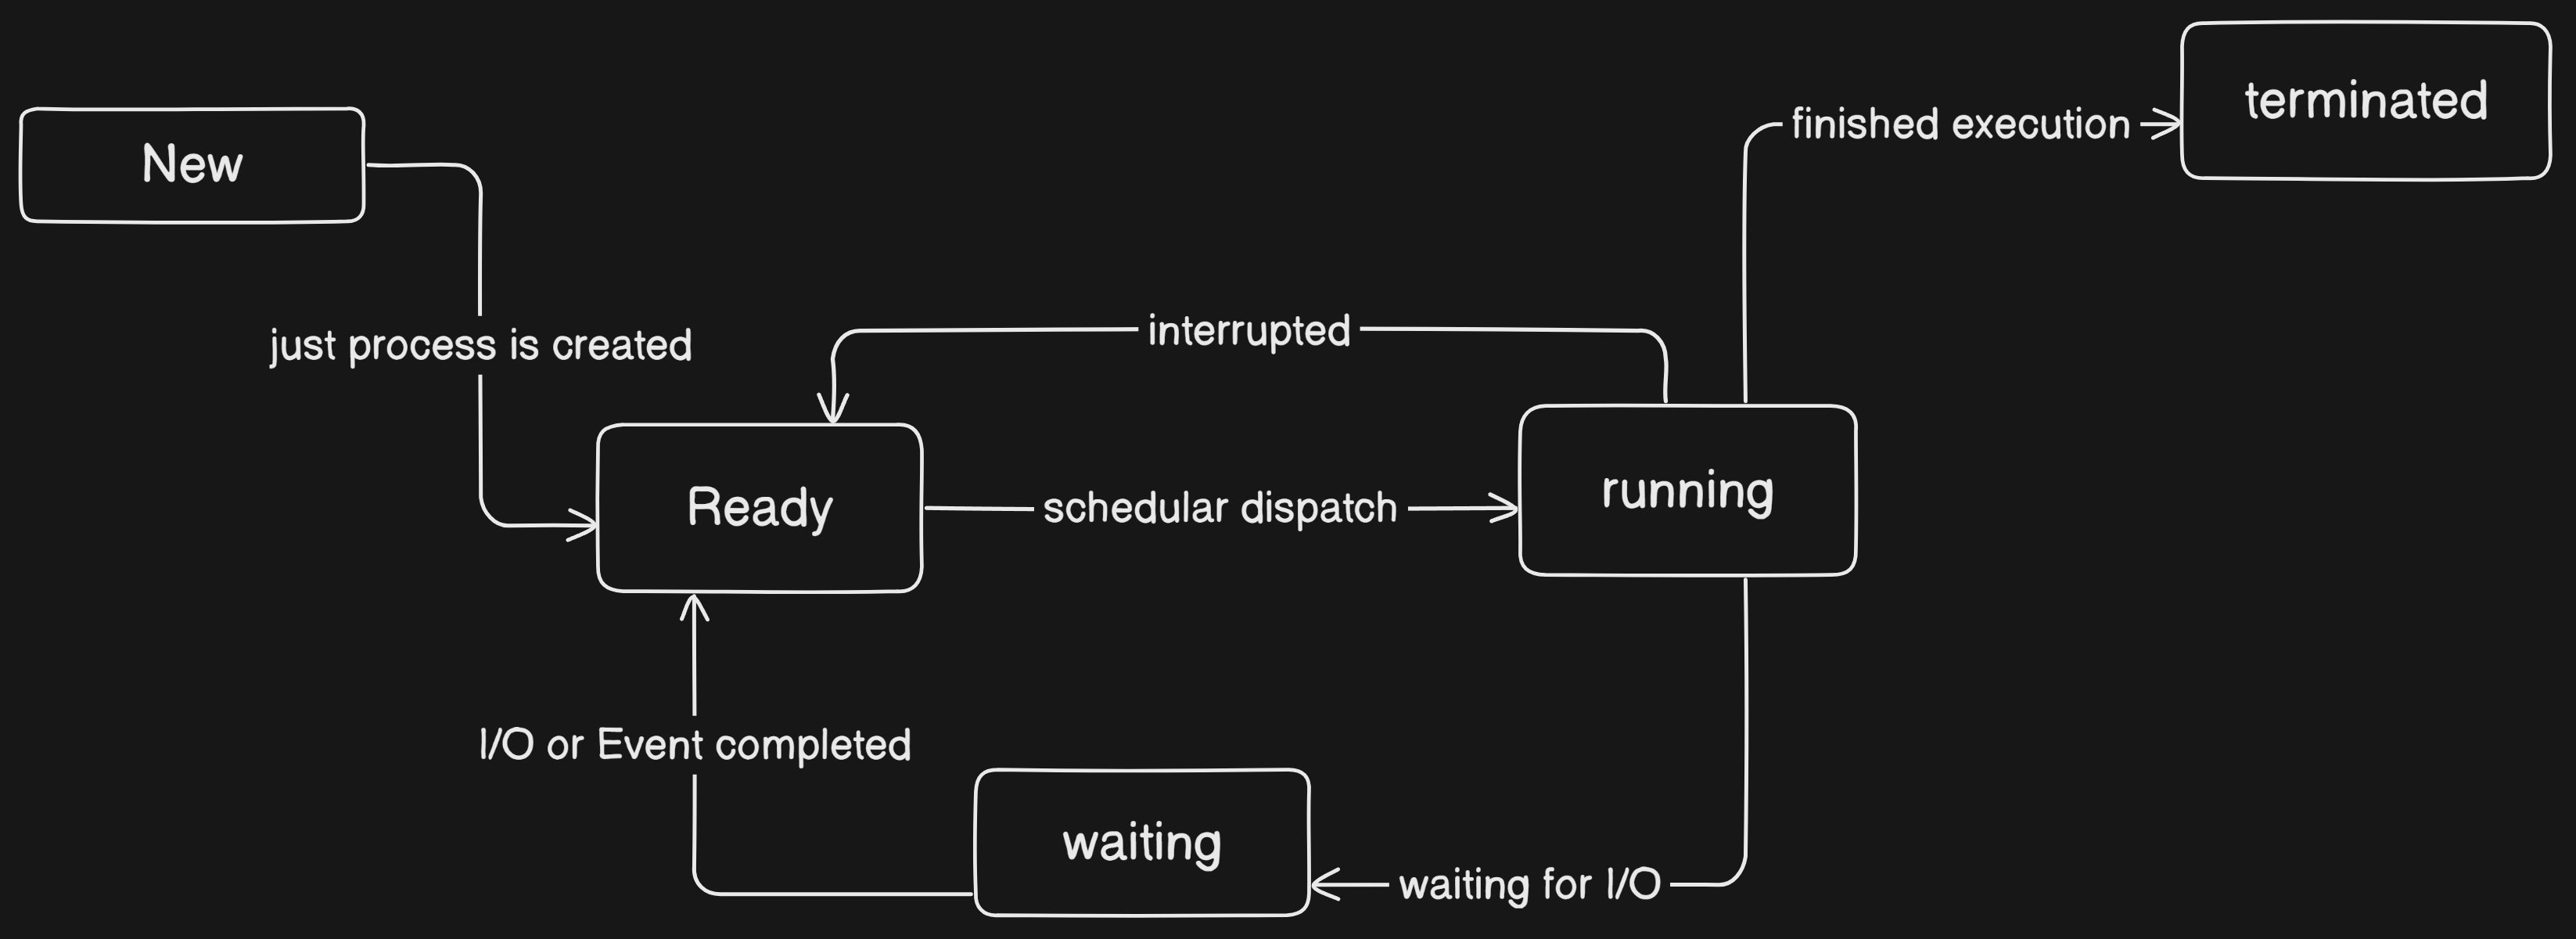 New
just process is created
Ready
interrupted
schedular dispatch
running
finished execution
terminated
waiting for I/O
waiting
I/O or Event completed